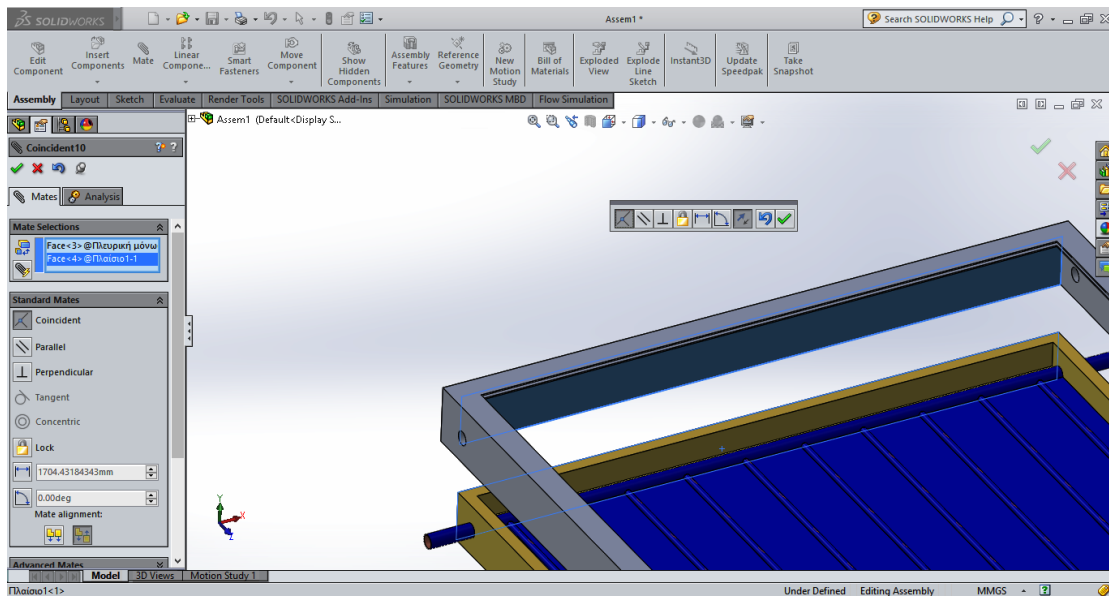 SOLIDWORKS
Assem1 *
Search SOLIDWORKS Help
Edit Component
Insert Components
Mate
Linear Compone...
Smart Fasteners
Move Component
Show Hidden Components
Assembly Features
Reference Geometry
New Motion Study
Bill of Materials
Exploded View
Explode Line Sketch
Instant3D
Update Speedpak
Take Snapshot
Assembly Layout Sketch Evaluate Render Tools SOLIDWORKS Add-Ins Simulation SOLIDWORKS MBD Flow Simulation
Assem1 (Default<Display S...
Coincident10
Mates Analysis
Mate Selections
Face<3>@Πλευρική μόνω
Face<4>@Πλαίσιο1-1
Standard Mates
Coincident
Parallel
Perpendicular
Tangent
Concentric
Lock
1704.43184343mm
0.00deg
Mate alignment:
Advanced Mates
Y
X
Z
Model 3D Views Motion Study 1
Πλαίσιο1<1> Under Defined Editing Assembly MMGS